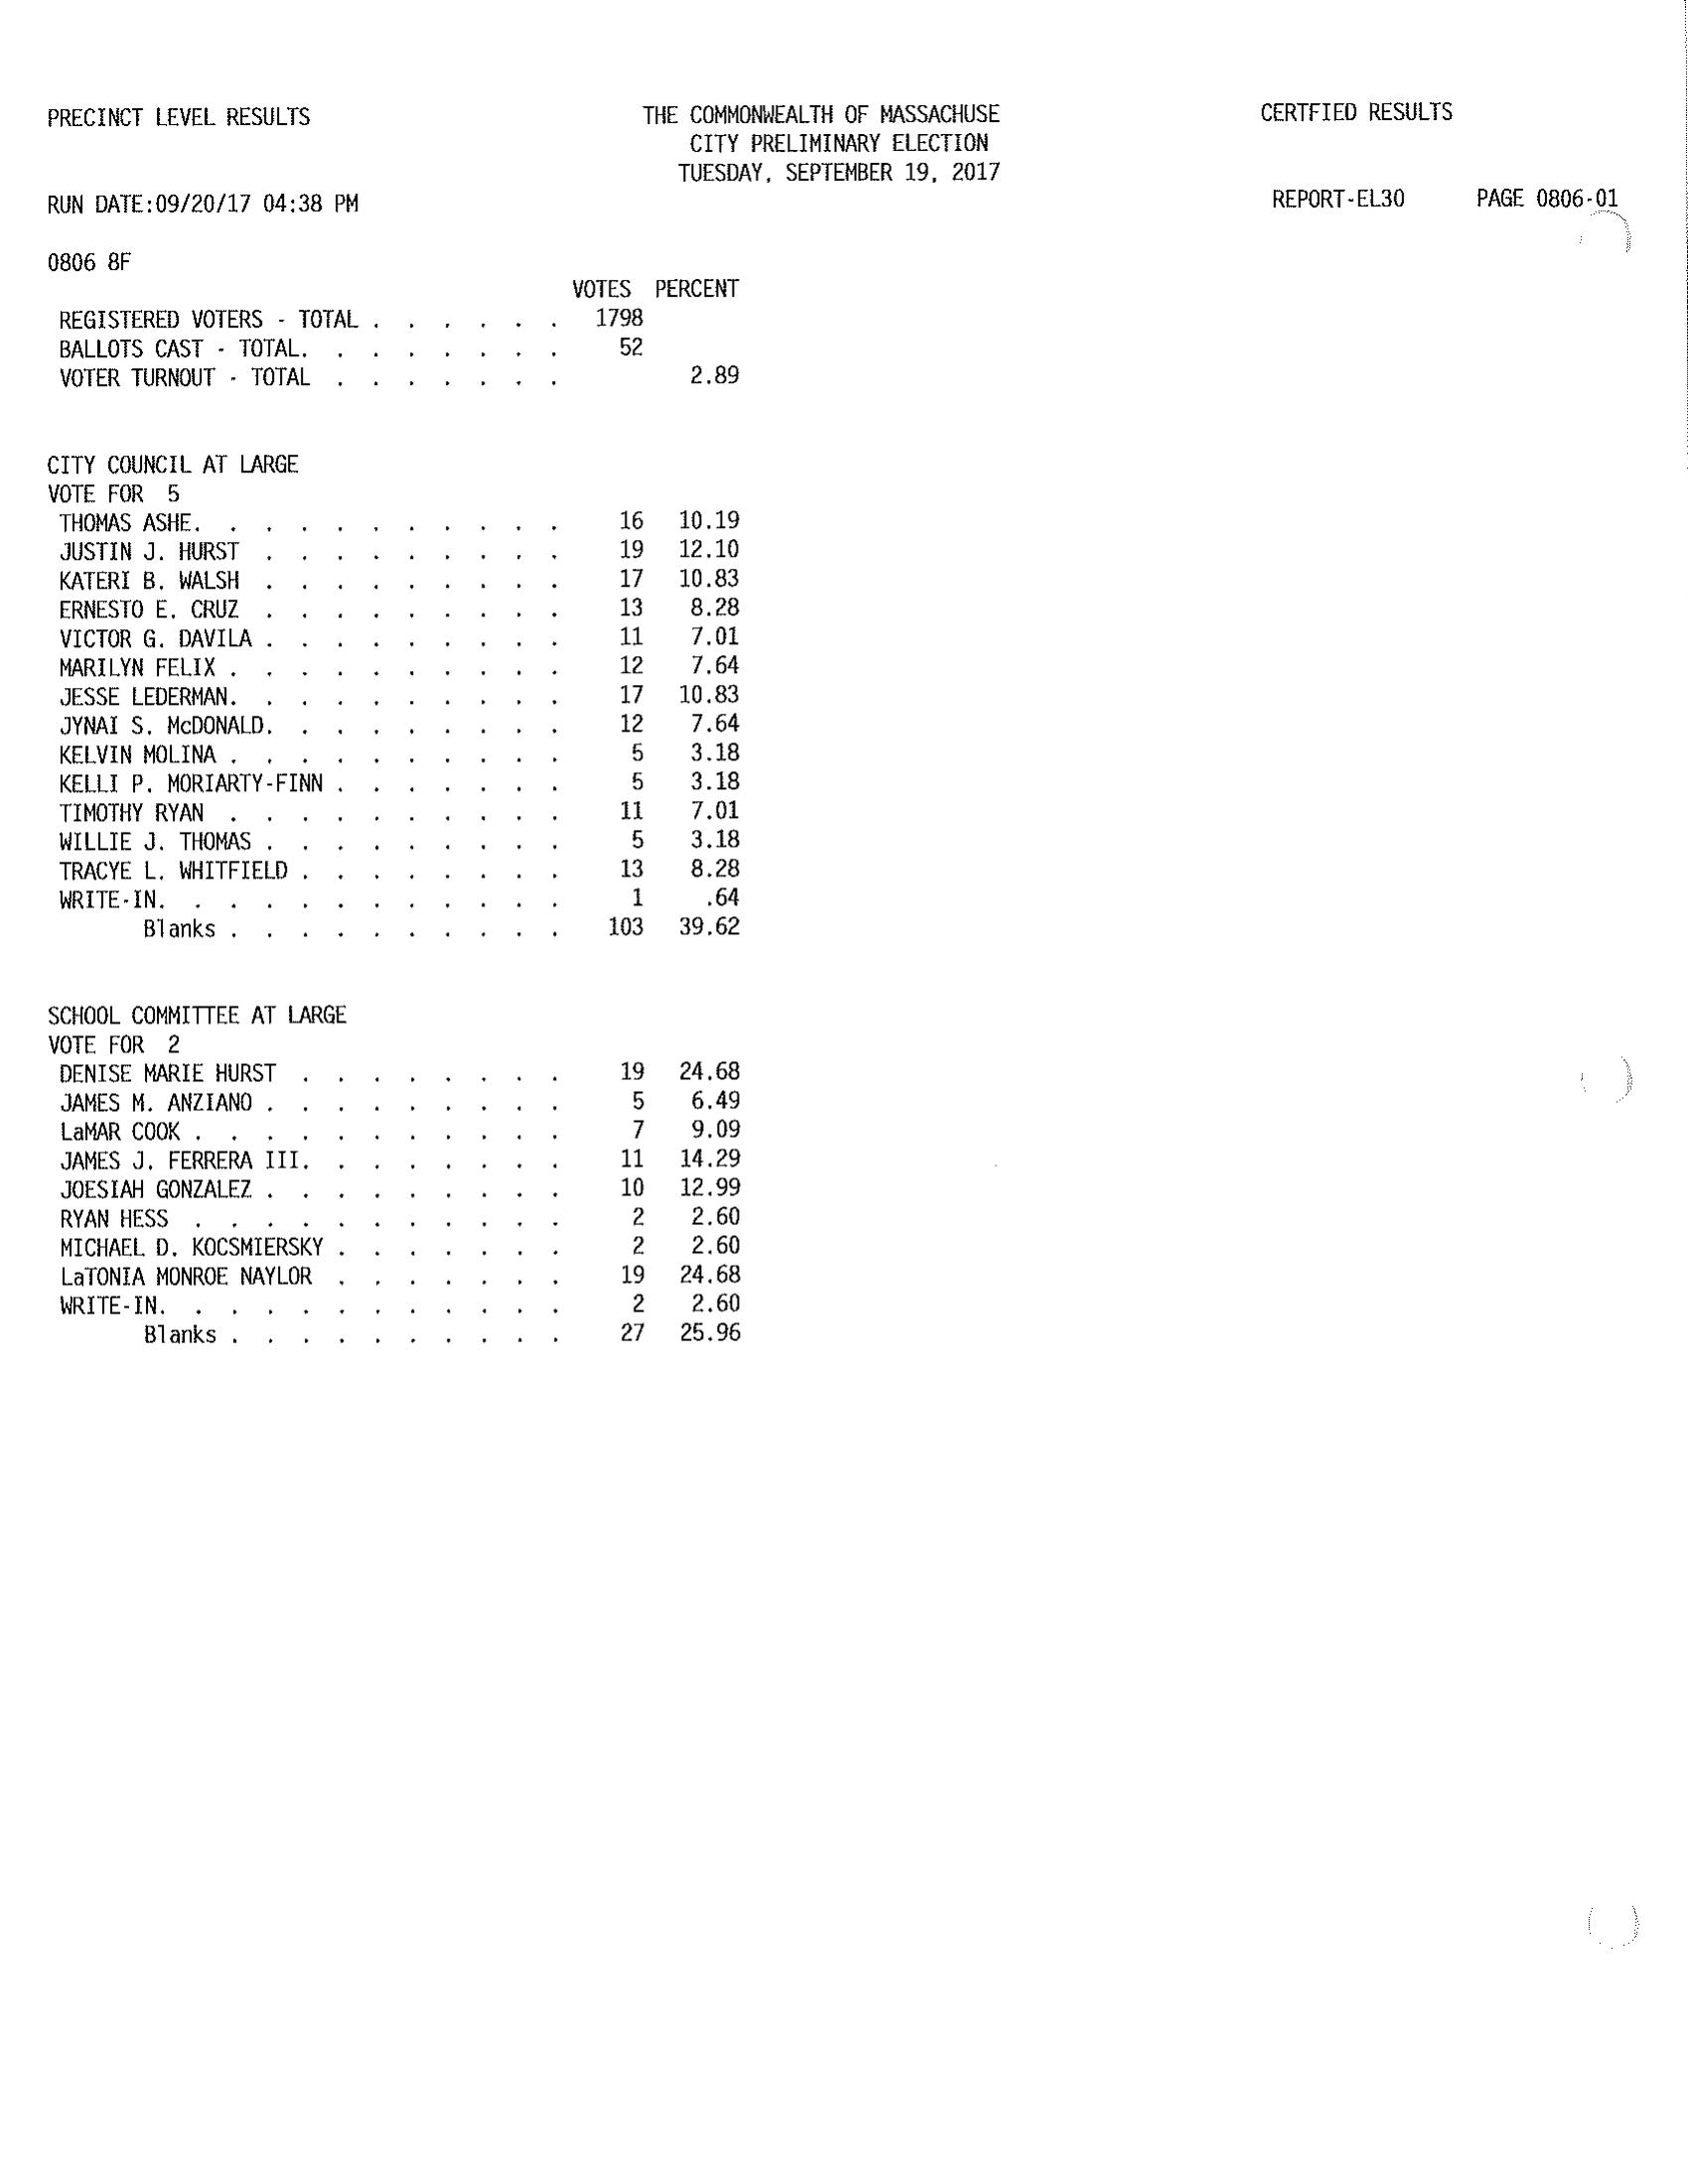 PRECINCT LEVEL RESULTS THE COMMONWEALTH OF MASSACHUSE CERTFIED RESULTS
CITY PRELIMINARY ELECTION
TUESDAY, SEPTEMBER 19, 2017
RUN DATE:09/20/17 04:38 PM REPORT-EL30 PAGE 0806-01
0806 8F
VOTES PERCENT
REGISTERED VOTERS - TOTAL . . . . . . 1798
BALLOTS CAST - TOTAL. . . . . . . . 52
VOTER TURNOUT - TOTAL . . . . . . . 2.89
CITY COUNCIL AT LARGE
VOTE FOR 5
THOMAS ASHE. . . . . . . . . . . 16 10.19
JUSTIN J. HURST . . . . . . . . . 19 12.10
KATERI B. WALSH . . . . . . . . . 17 10.83
ERNESTO E. CRUZ . . . . . . . . . 13 8.28
VICTOR G. DAVILA . . . . . . . . . 11 7.01
MARILYN FELIX . . . . . . . . . . 12 7.64
JESSE LEDERMAN. . . . . . . . . . 17 10.83
JYNAI S. McDONALD. . . . . . . . . 12 7.64
KELVIN MOLINA . . . . . . . . . . 5 3.18
KELLI P. MORIARTY-FINN . . . . . . . 5 3.18
TIMOTHY RYAN . . . . . . . . . . 11 7.01
WILLIE J. THOMAS . . . . . . . . . 5 3.18
TRACYE L. WHITFIELD . . . . . . . . 13 8.28
WRITE-IN. . . . . . . . . . . . 1 .64
Blanks . . . . . . . . . . 103 39.62
SCHOOL COMMITTEE AT LARGE
VOTE FOR 2
DENISE MARIE HURST . . . . . . . . 19 24.68
JAMES M. ANZIANO . . . . . . . . . 5 6.49
LaMAR COOK . . . . . . . . . . . 7 9.09
JAMES J. FERRERA III. . . . . . . . 11 14.29
JOESIAH GONZALEZ . . . . . . . . . 10 12.99
RYAN HESS . . . . . . . . . . . 2 2.60
MICHAEL D. KOCSMIERSKY . . . . . . . 2 2.60
LaTONIA MONROE NAYLOR . . . . . . . 19 24.68
WRITE-IN. . . . . . . . . . . . 2 2.60
Blanks . . . . . . . . . . 27 25.96